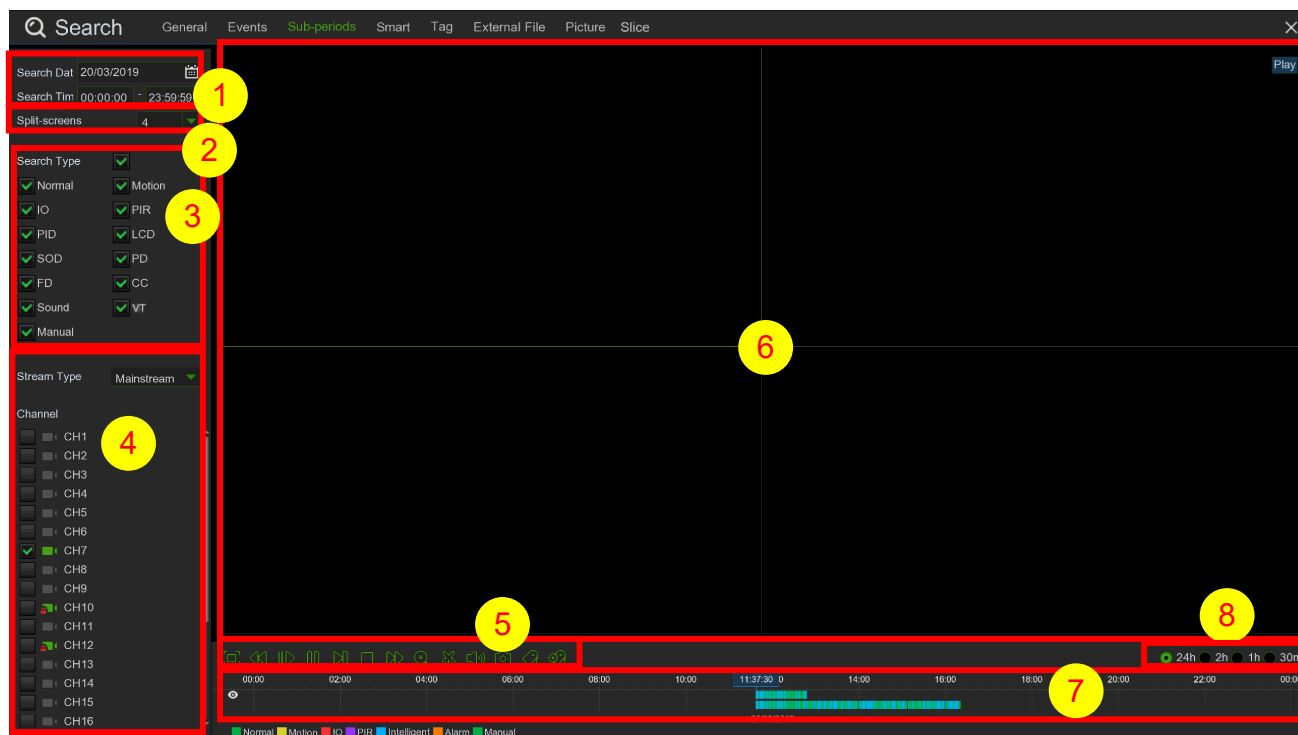 Search General Events Sub-periods Smart Tag External File Picture Slice
Search Dat 20/03/2019
Play
Search Tim 00:00:00 - 23:59:59
1
Split-screens 4
2
Search Type
Normal Motion
IO PIR
3
PID LCD
SOD PD
FD CC
Sound VT
Manual
6
Stream Type Mainstream
Channel
4
CH1
CH2
CH3
CH4
CH5
CH6
CH7
CH8
CH9
CH10
CH11
CH12
CH13
CH14
CH15
CH16
5
8
24h 2h 1h 30m
00:00 02:00 04:00 06:00 08:00 10:00 11:37:30 0 14:00 16:00 18:00 20:00 22:00 00:0
7
Normal Motion IO PIR Intelligent Alarm Manual